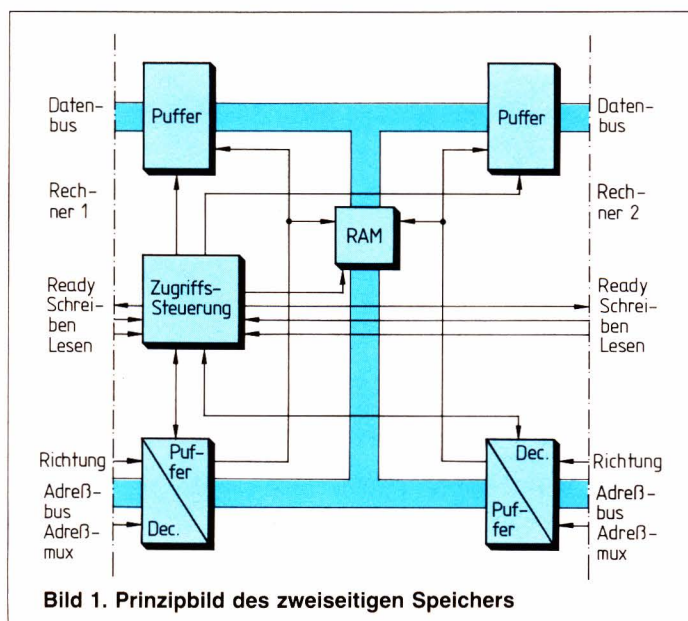 Daten-
bus
Puffer
Puffer
Daten-
bus
Rech-
ner 1
Rech-
ner 2
RAM
Ready
Schrei-
ben
Lesen
Zugriffs-
Steuerung
Ready
Schrei-
ben
Lesen
Richtung
Adreßbus
Adreß-
mux
Puf-
fer
Dec.
Dec.
Puf-
fer
Richtung
Adreß-
bus
Adreß-
mux
Bild 1. Prinzipbild des zweiseitigen Speichers